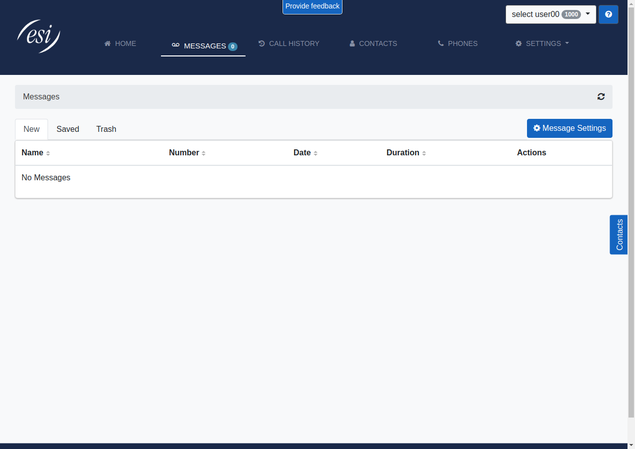 Provide feedback
select user00 1000
esi
HOME
MESSAGES 0
CALL HISTORY
CONTACTS
PHONES
SETTINGS
Messages
New
Saved
Trash
Message Settings
Name
Number
Date
Duration
Actions
No Messages
Contacts